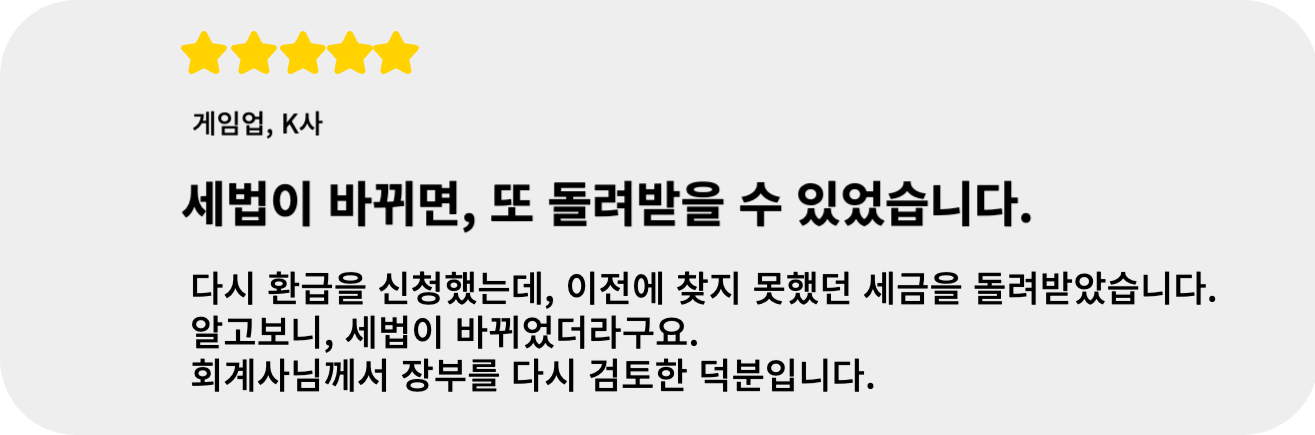 게임업, K사
세법이 바뀌면, 또 돌려받을 수 있었습니다.
다시 환급을 신청했는데, 이전에 찾지 못했던 세금을 돌려받았습니다.
알고보니, 세법이 바뀌었더라구요.
회계사님께서 장부를 다시 검토한 덕분입니다.